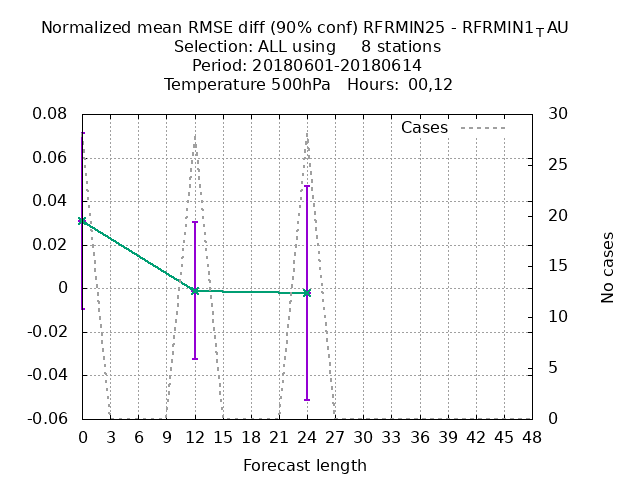 Normalized mean RMSE diff (90% conf) RFRMIN25 - RFRMIN1_TAU
Selection: ALL using 8 stations
Period: 20180601-20180614
Temperature 500hPa Hours: 00,12
Cases
0.08
0.06
0.04
0.02
0
-0.02
-0.04
-0.06
30
25
20
15
10
5
0
No cases
0 3 6 9 12 15 18 21 24 27 30 33 36 39 42 45 48
Forecast length